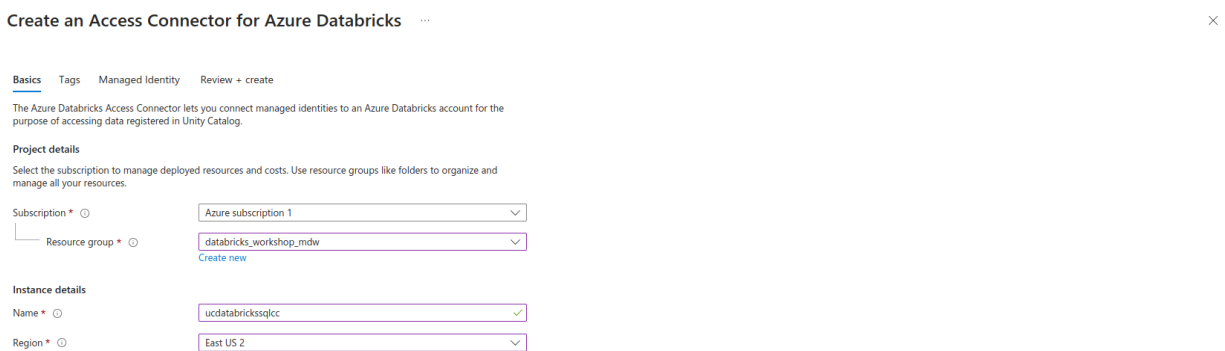 Create an Access Connector for Azure Databricks ...
Basics Tags Managed Identity Review + create
The Azure Databricks Access Connector lets you connect managed identities to an Azure Databricks account for the
purpose of accessing data registered in Unity Catalog.
Project details
Select the subscription to manage deployed resources and costs. Use resource groups like folders to organize and
manage all your resources.
Subscription * Azure subscription 1
Resource group * databricks_workshop_mdw
Create new
Instance details
Name * ucdatabrickssqlcc
Region * East US 2